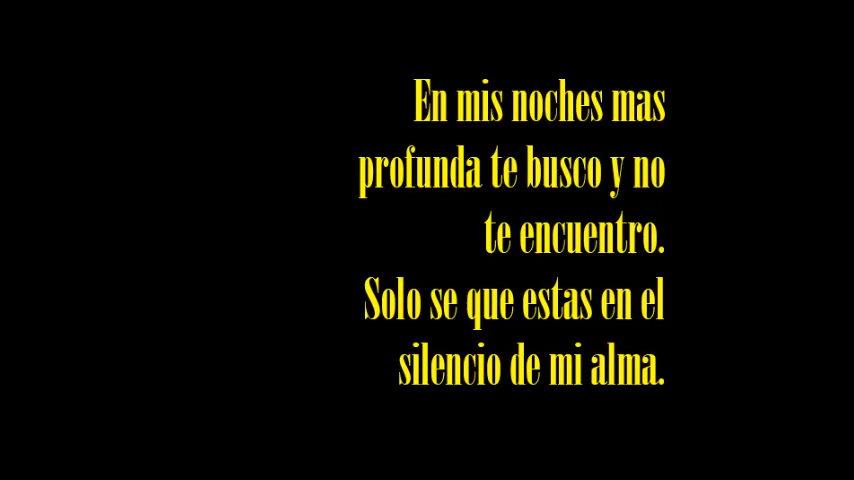 En mis noches mas
profunda te busco y no
te encuentro.
Solo se que estas en el
silencio de mi alma.